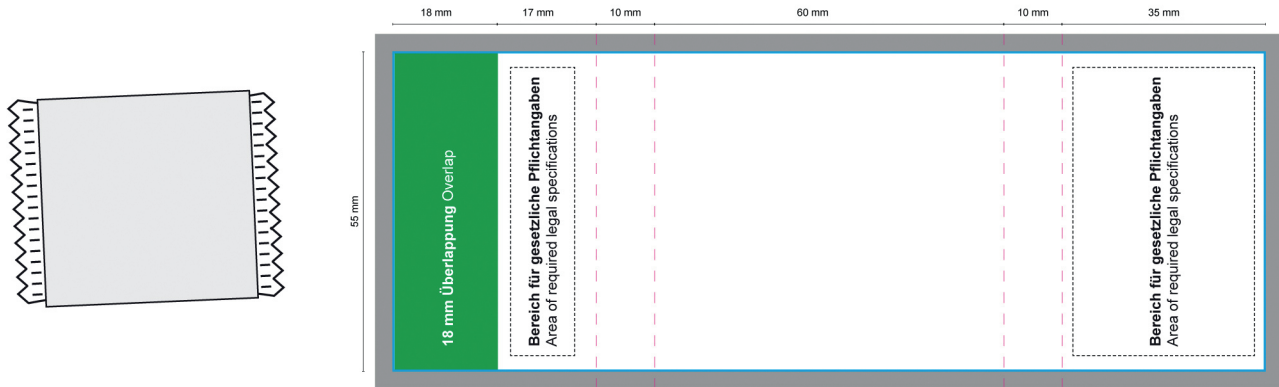 18 mm
17 mm
10 mm
60 mm
10 mm
35 mm
55 mm
18 mm Überlappung Overlap
Bereich für gesetzliche Pflichtangaben
Area of required legal specifications
Bereich für gesetzliche Pflichtangaben
Area of required legal specifications